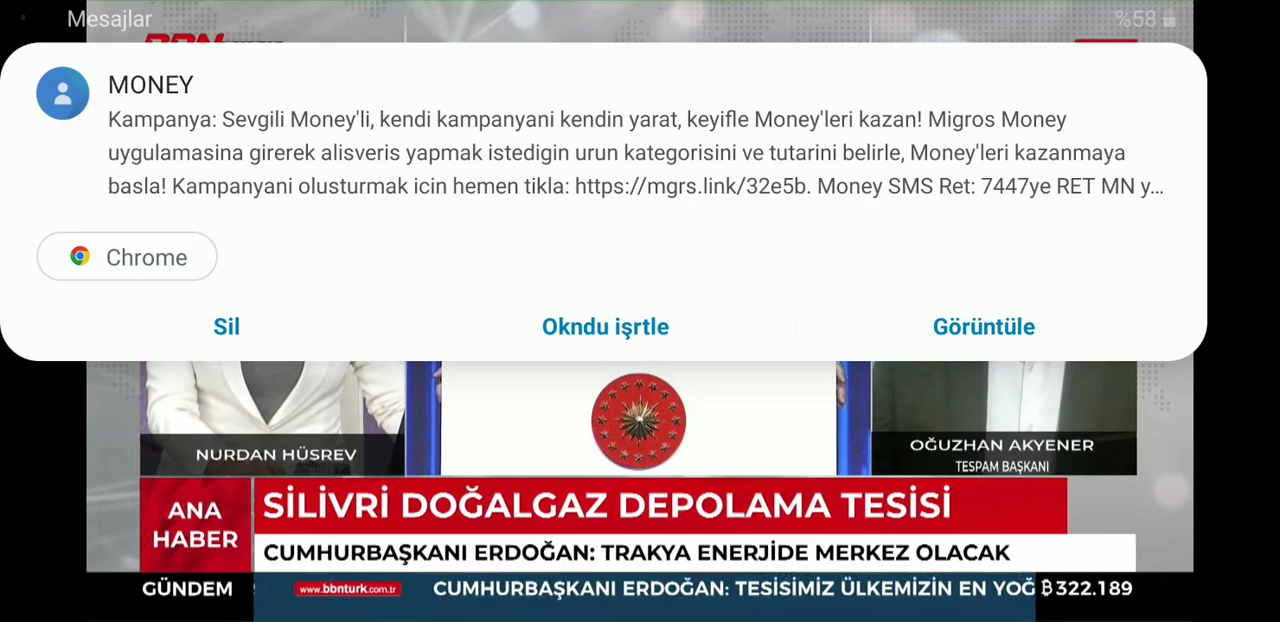 Mesajlar
%58
MONEY
Kampanya: Sevgili Money'li, kendi kampanyani kendin yarat, keyifle Money'leri kazan! Migros Money
uygulamasina girerek alisveris yapmak istedigin urun kategorisini ve tutarini belirle, Money'leri kazanmaya
basla! Kampanyani olusturmak icin hemen tikla: https://mgrs.link/32e5b. Money SMS Ret: 7447ye RET MN y...
Chrome
Sil
Okndu işrtle
Görüntüle
NURDAN HÜSREV
OĞUZHAN AKYENER
TESPAM BAŞKANI
ANA
HABER
SİLİVRİ DOĞALGAZ DEPOLAMA TESİSİ
CUMHURBAŞKANI ERDOĞAN: TRAKYA ENERJİDE MERKEZ OLACAK
GÜNDEM
www.bbnturk.com.tr
CUMHURBAŞKANI ERDOĞAN: TESİSİMİZ ÜLKEMİZİN EN YOĞ
₿322.189